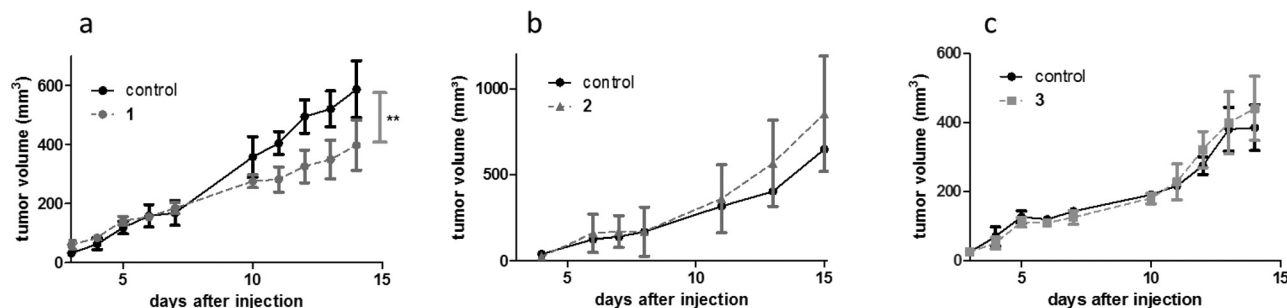 a
tumor volume (mm³)
600
400
200
0
control
1
**
5
10
15
days after injection
b
tumor volume (mm³)
1000
500
0
control
2
5
10
15
days after injection
c
tumor volume (mm³)
600
400
200
0
control
3
5
10
15
days after injection